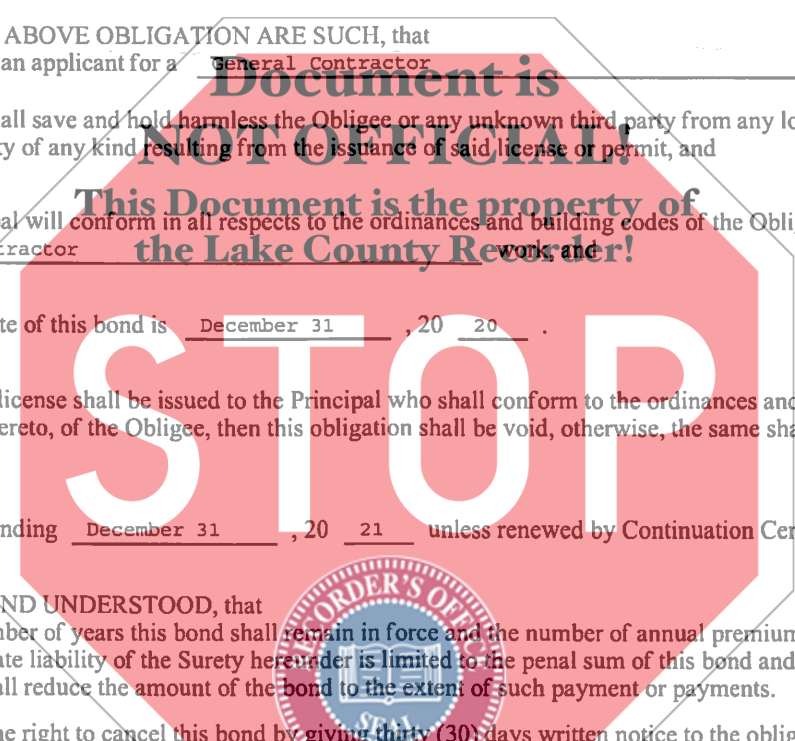 ABOVE OBLIGATION ARE SUCH, that
an applicant for a General Contractor
Document is
all save and hold harmless the Obligee or any unknown third party from any lo
ty of any kind resulting from the issuance of said license or permit, and
NOT OFFICIAL!
This Document is the property of
al will conform in all respects to the ordinances and building codes of the Oblig
tractor work, and
the Lake County Recorder!
te of this bond is December 31 , 20 20 .
STOP
license shall be issued to the Principal who shall conform to the ordinances and
ereto, of the Obligee, then this obligation shall be void, otherwise, the same sha
nding December 31 , 20 21 unless renewed by Continuation Cer
ND UNDERSTOOD, that
RECORDER'S OFFIC
mber of years this bond shall remain in force and the number of annual premium
ate liability of the Surety hereunder is limited to the penal sum of this bond and
all reduce the amount of the bond to the extent of such payment or payments.
SEAL
he right to cancel this bond by giving thirty (30) days written notice to the oblig